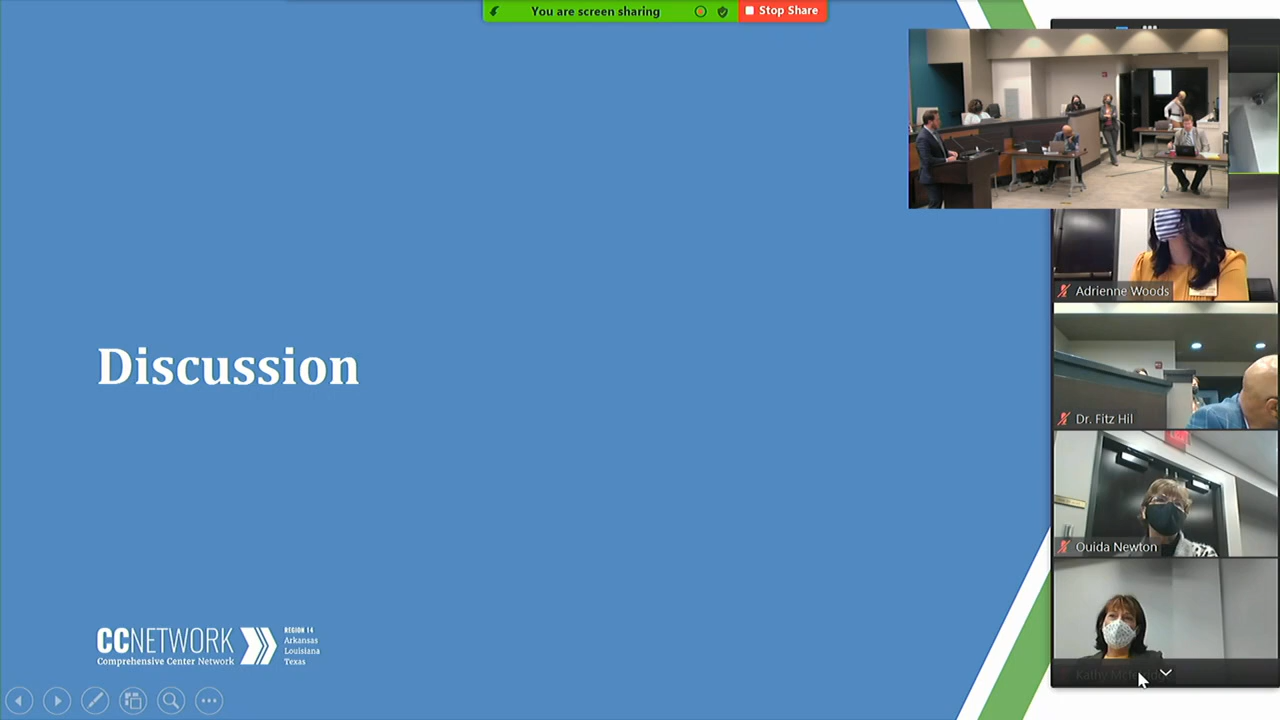 You are screen sharing
Stop Share
Adrienne Woods
Discussion
Dr. Fitz Hil
Ouida Newton
CCNETWORK
Comprehensive Center Network
REGION 14
Arkansas
Louisiana
Texas
Kathy